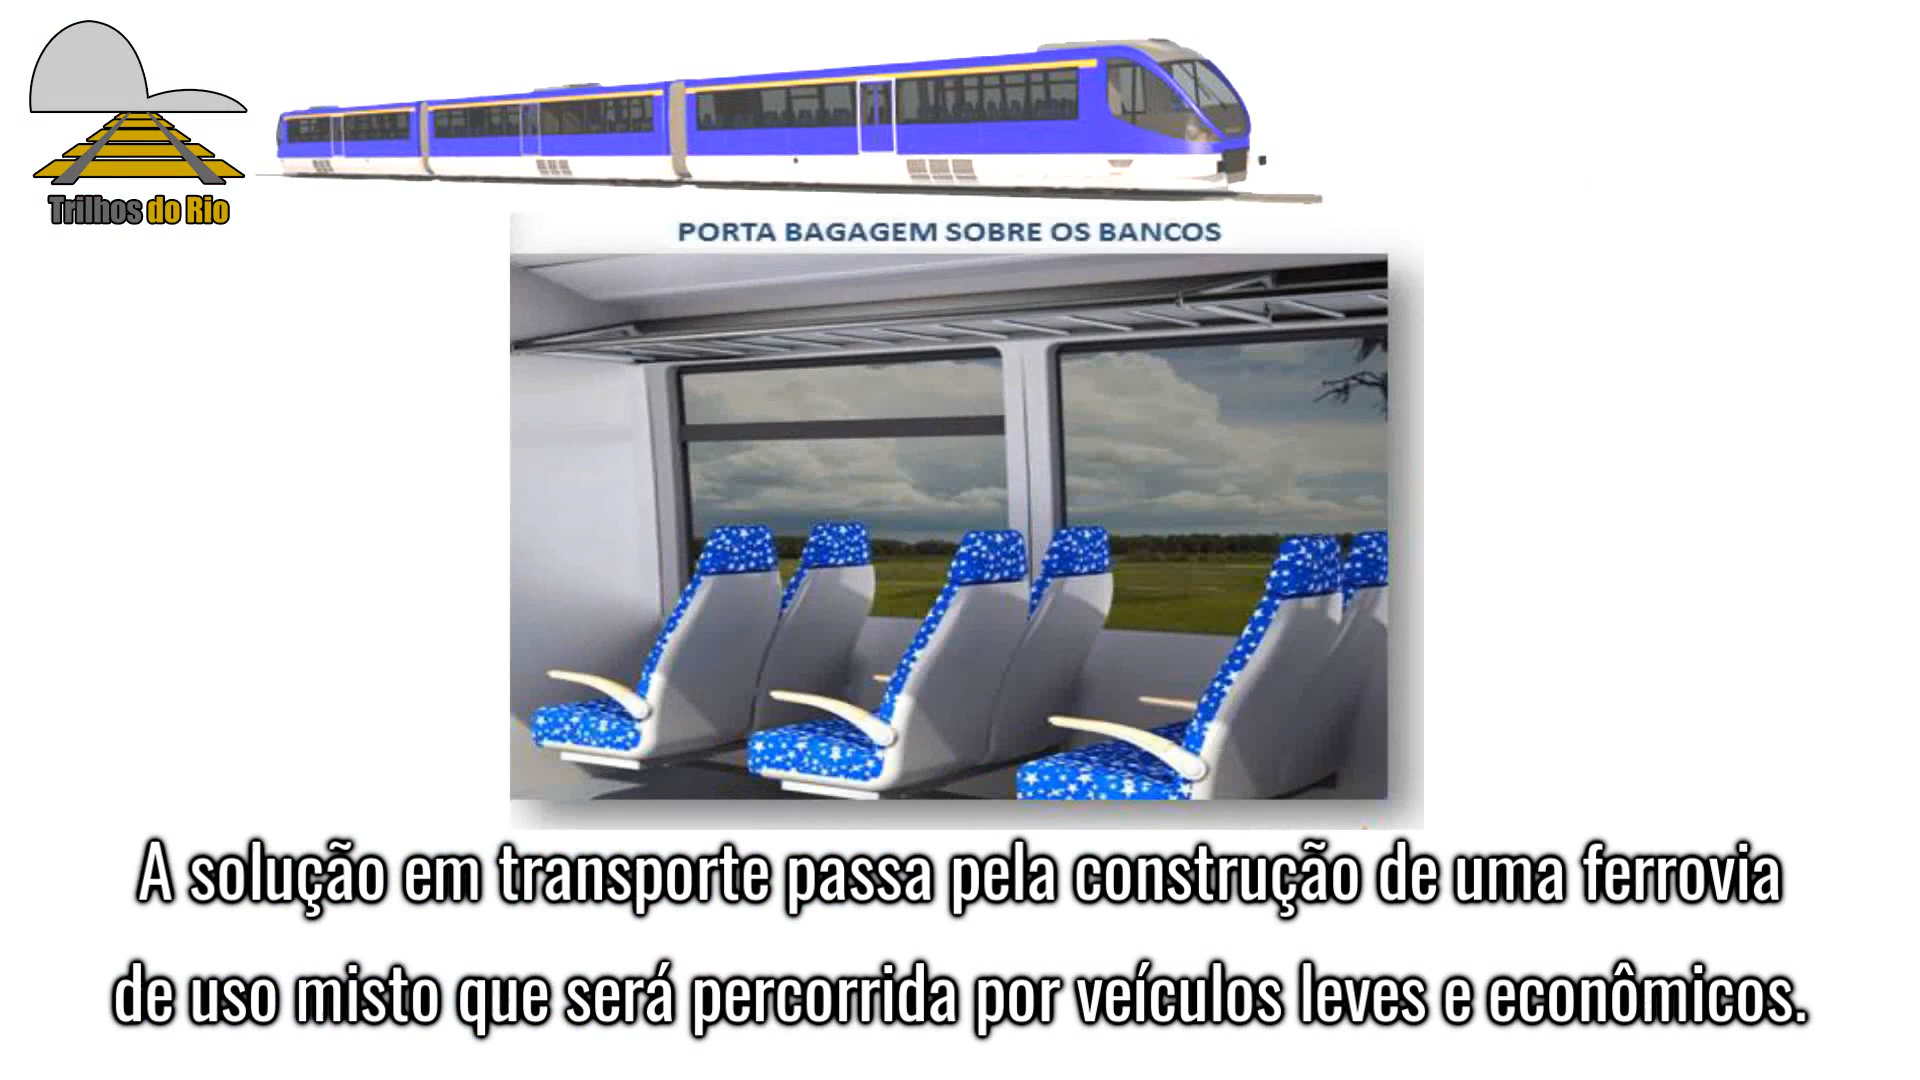 Trilhos do Rio
PORTA BAGAGEM SOBRE OS BANCOS
A solução em transporte passa pela construção de uma ferrovia
de uso misto que será percorrida por veículos leves e econômicos.